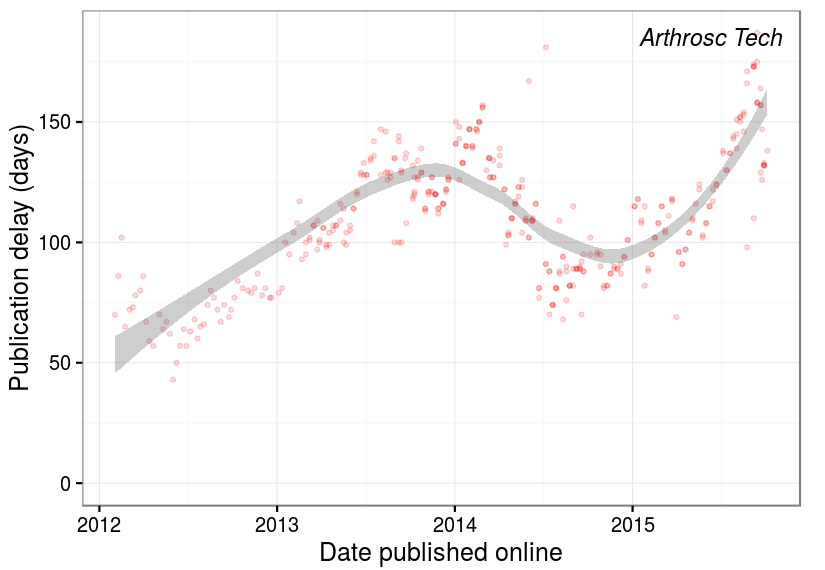 Arthrosc Tech
Publication delay (days)
150
100
50
0
2012 2013 2014 2015
Date published online